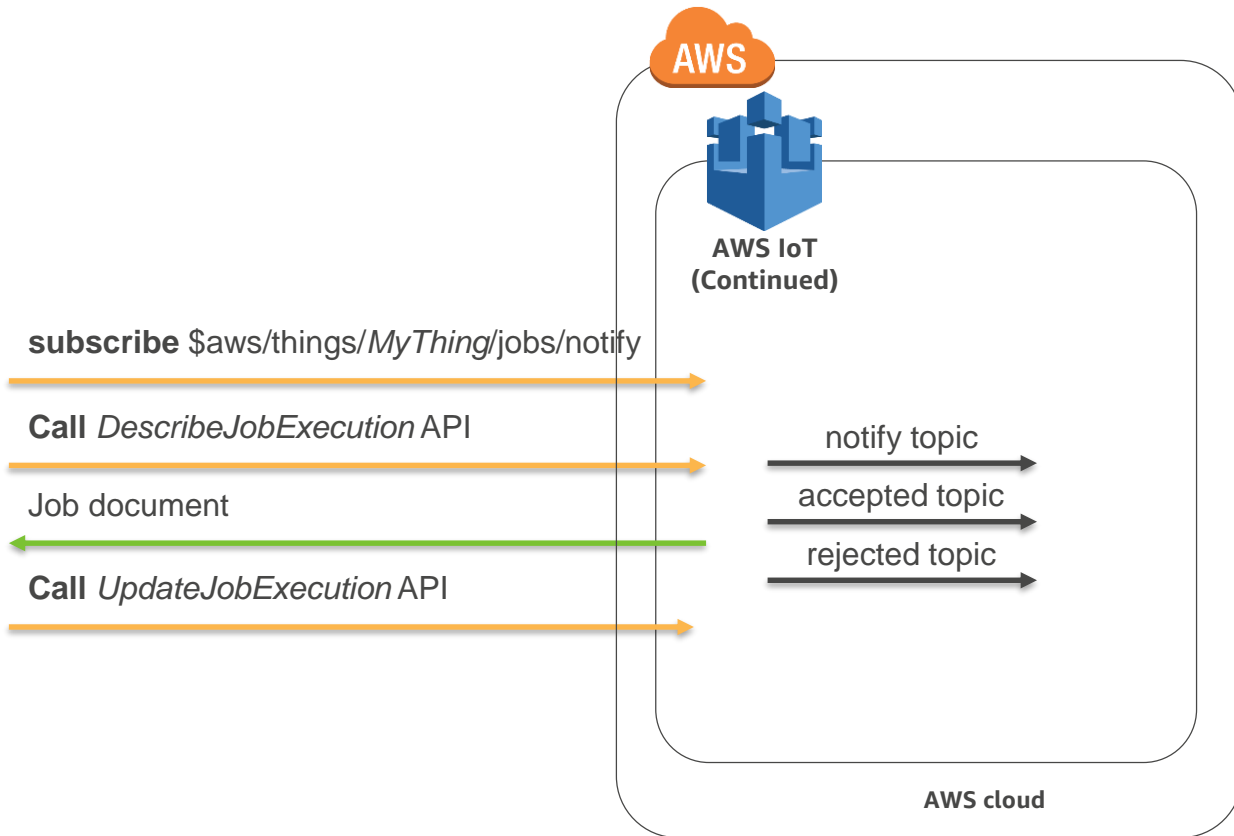 AWS
AWS IoT
(Continued)
subscribe $aws/things/MyThing/jobs/notify
Call DescribeJobExecution API
notify topic
Job document
accepted topic
rejected topic
Call UpdateJobExecution API
AWS cloud